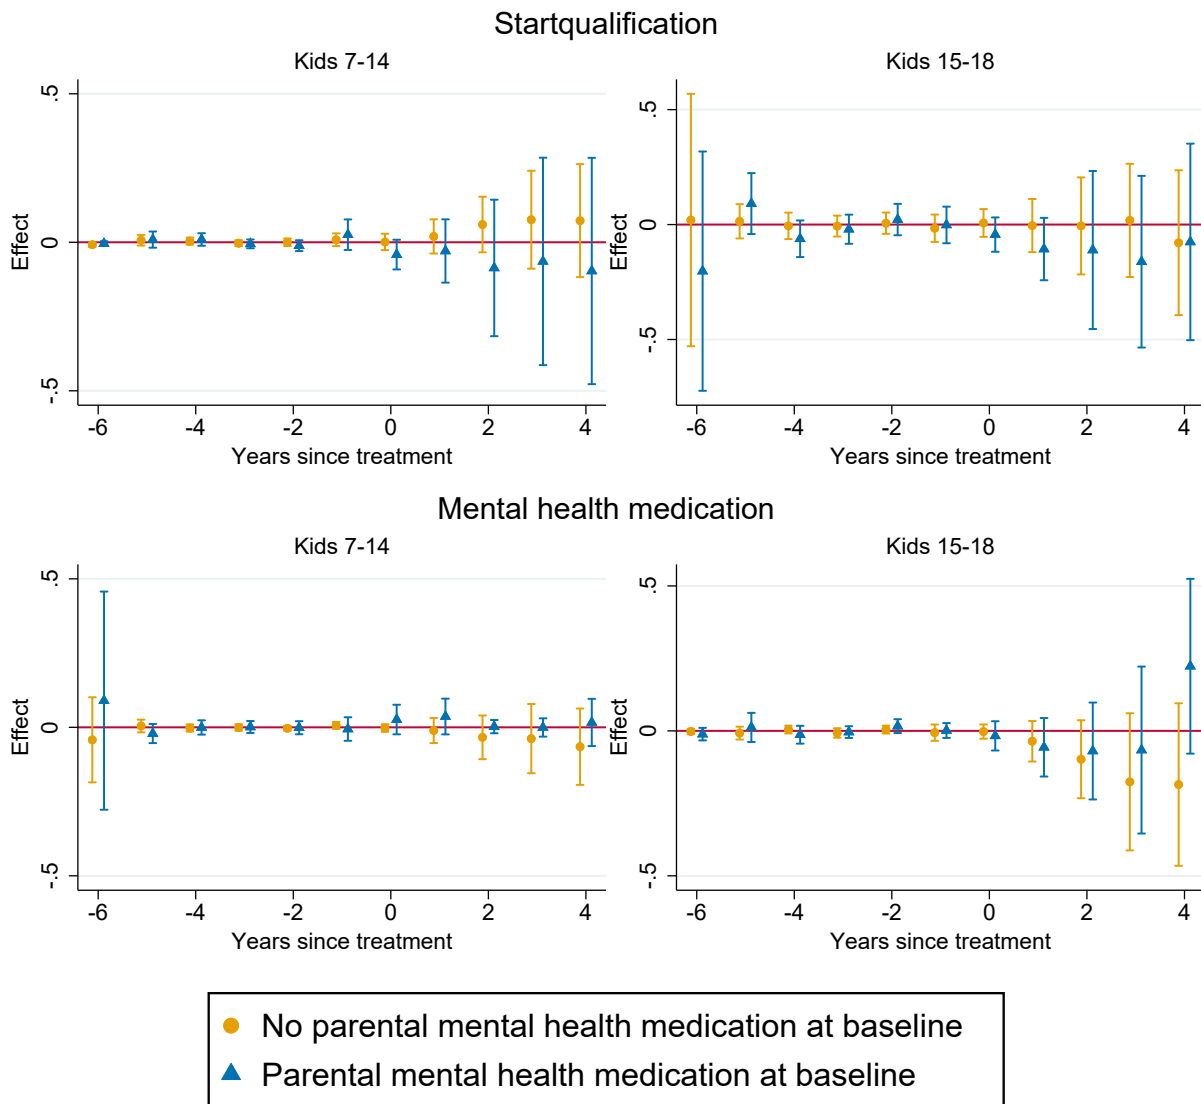 Startqualification
Kids 7-14
Kids 15-18
Effect
.5
0
-.5
-6 -4 -2 0 2 4
Years since treatment
Effect
.5
0
-.5
-6 -4 -2 0 2 4
Years since treatment
Mental health medication
Kids 7-14
Kids 15-18
Effect
.5
0
-.5
-6 -4 -2 0 2 4
Years since treatment
Effect
.5
0
-.5
-6 -4 -2 0 2 4
Years since treatment
No parental mental health medication at baseline
Parental mental health medication at baseline